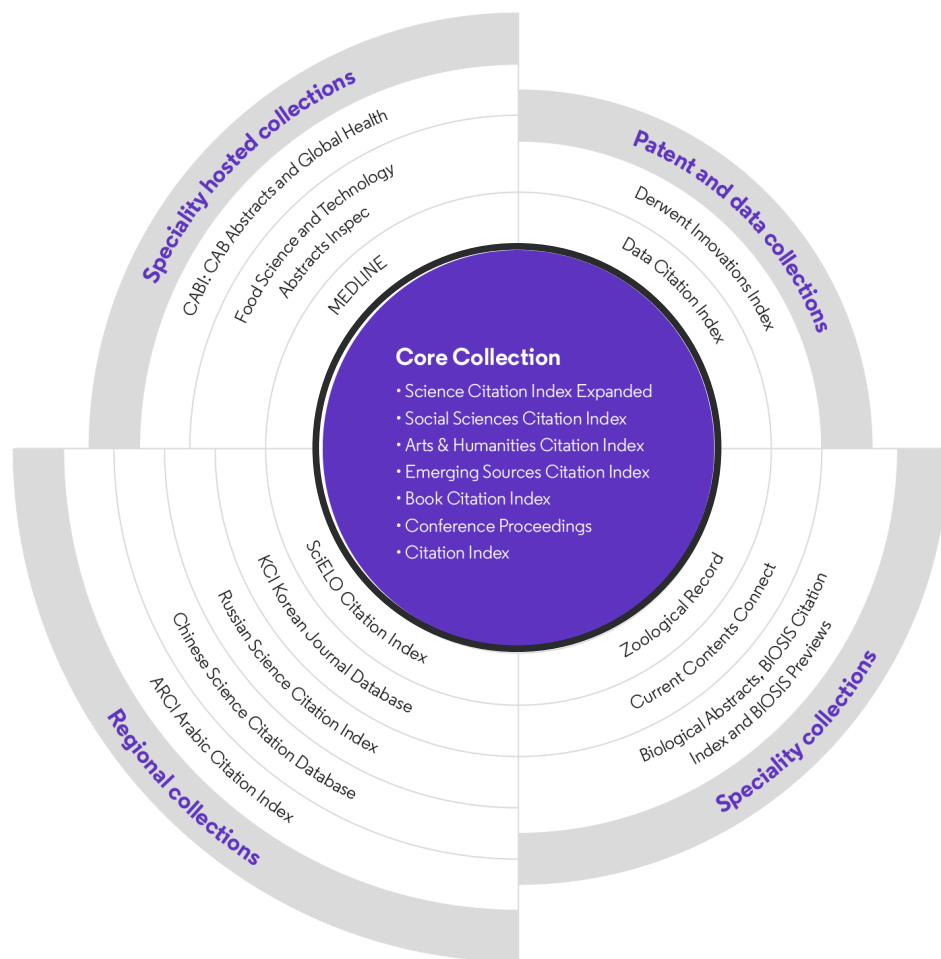 Speciality hosted collections
CABI: CAB Abstracts and Global Health
Food Science and Technology
Abstracts Inspec
MEDLINE
Patent and data collections
Derwent Innovations Index
Data Citation Index
Core Collection
• Science Citation Index Expanded
• Social Sciences Citation Index
• Arts & Humanities Citation Index
• Emerging Sources Citation Index
• Book Citation Index
• Conference Proceedings
• Citation Index
SciELO Citation Index
KCI Korean Journal Database
Russian Science Citation Index
Chinese Science Citation Database
ARCI Arabic Citation Index
Regional collections
Zoological Record
Current Contents Connect
Biological Abstracts, BIOSIS Citation
Index and BIOSIS Previews
Speciality collections